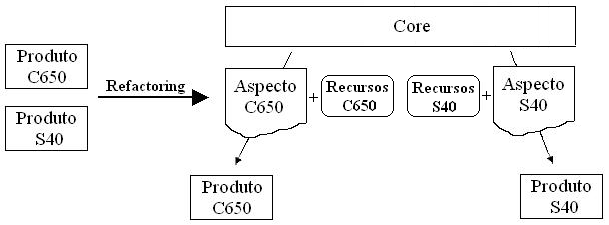 Produto
C650
Produto
S40
Refactoring
Core
Aspecto
C650
+
Recursos
C650
Recursos
S40
+
Aspecto
S40
Produto
C650
Produto
S40